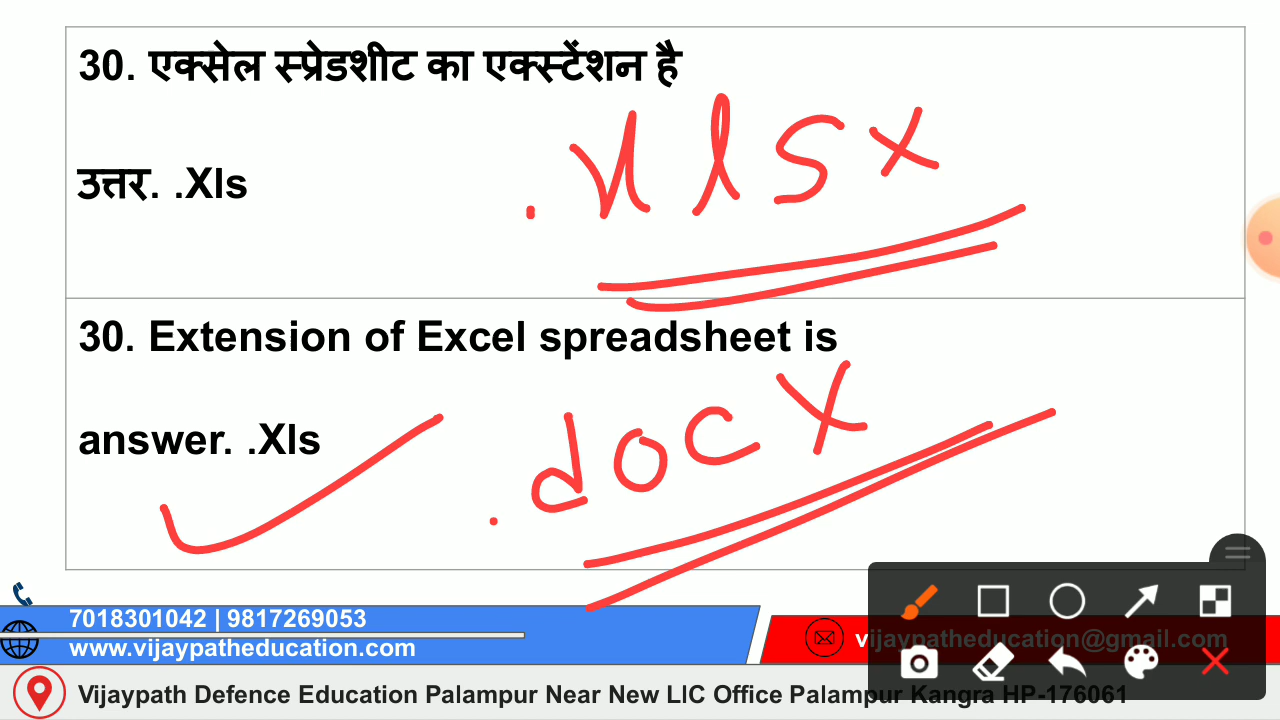 30. एक्सेल स्प्रेडशीट का एक्स्टेंशन है
.xlsx
उत्तर. .Xls
30. Extension of Excel spreadsheet is
.docx
answer. .Xls
7018301042 | 9817269053
www.vijaypatheducation.com
vijaypatheducation@gmail.com
Vijaypath Defence Education Palampur Near New LIC Office Palampur Kangra HP-176061